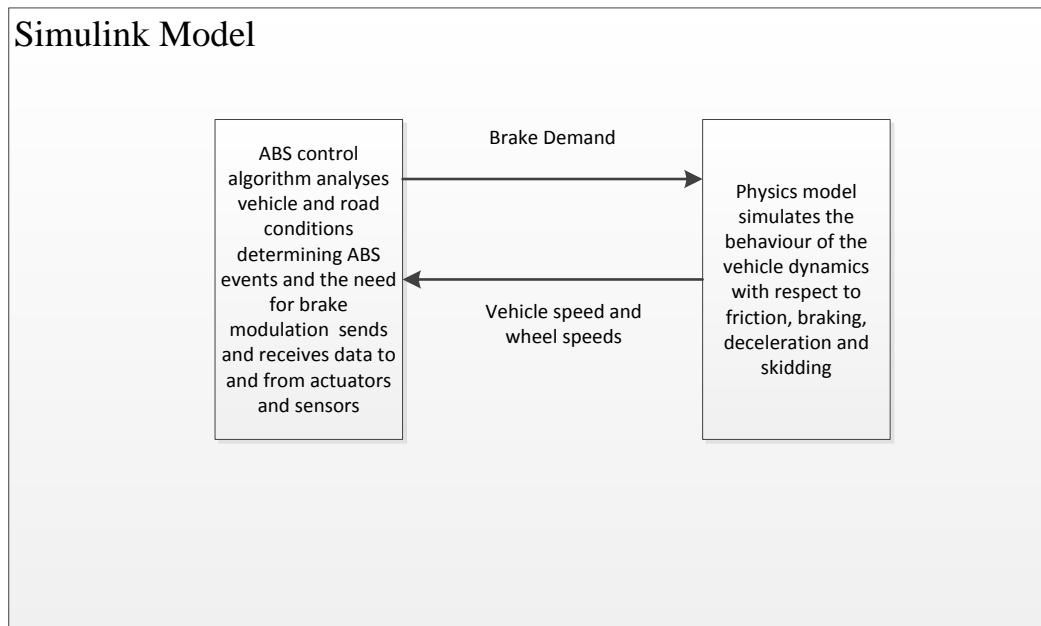 Simulink Model
ABS control
algorithm analyses
vehicle and road
conditions
determining ABS
events and the need
for brake
modulation  sends
and receives data to
and from actuators
and sensors
Brake Demand
Vehicle speed and
wheel speeds
Physics model
simulates the
behaviour of the
vehicle dynamics
with respect to
friction, braking,
deceleration and
skidding